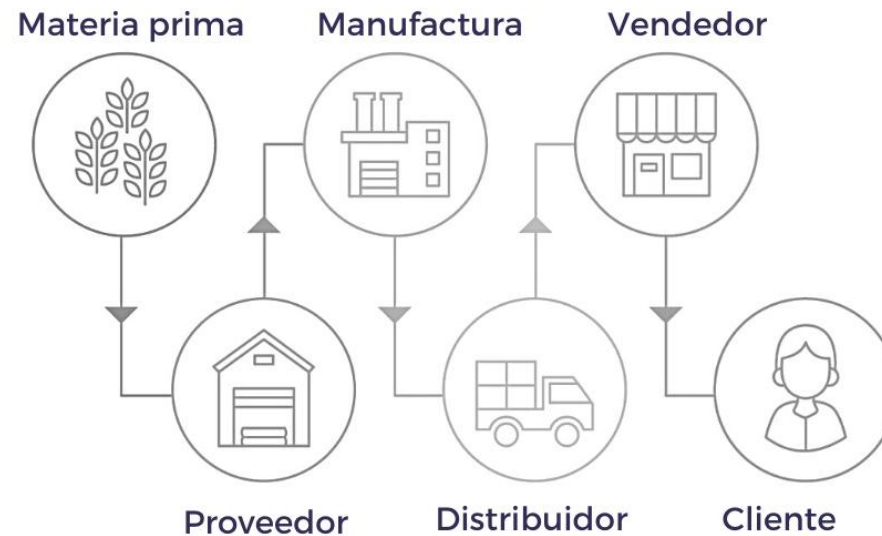 Materia prima
Manufactura
Vendedor
Proveedor
Distribuidor
Cliente